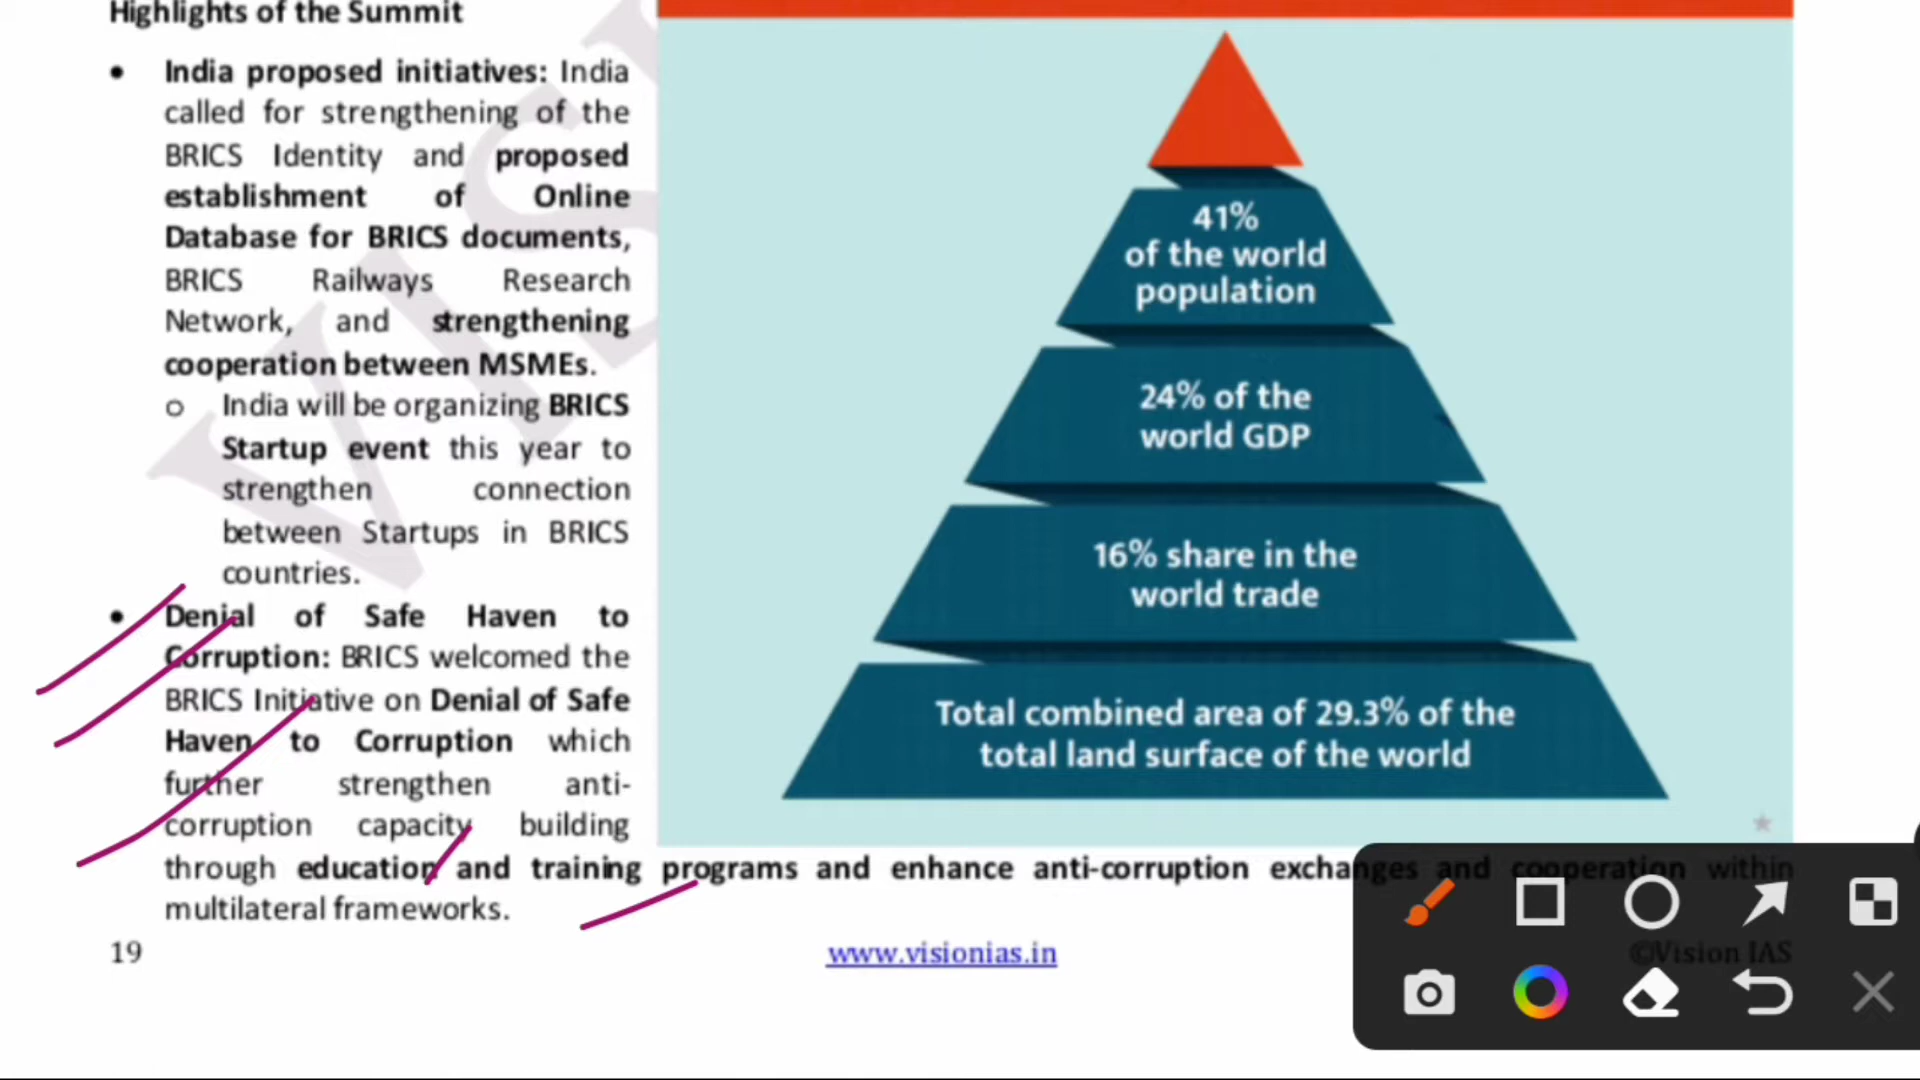 Highlights of the Summit
• India proposed initiatives: India
called for strengthening of the
BRICS Identity and proposed
establishment of Online
Database for BRICS documents,
BRICS Railways Research
Network, and strengthening
cooperation between MSMEs.
o India will be organizing BRICS
Startup event this year to
strengthen connection
between Startups in BRICS
countries.
• Denial of Safe Haven to
Corruption: BRICS welcomed the
BRICS Initiative on Denial of Safe
Haven to Corruption which
further strengthen anti-
corruption capacity building
through education and training programs and enhance anti-corruption exchanges and cooperation within
multilateral frameworks.
41%
of the world
population
24% of the
world GDP
16% share in the
world trade
Total combined area of 29.3% of the
total land surface of the world
19
www.visionias.in
©Vision IAS